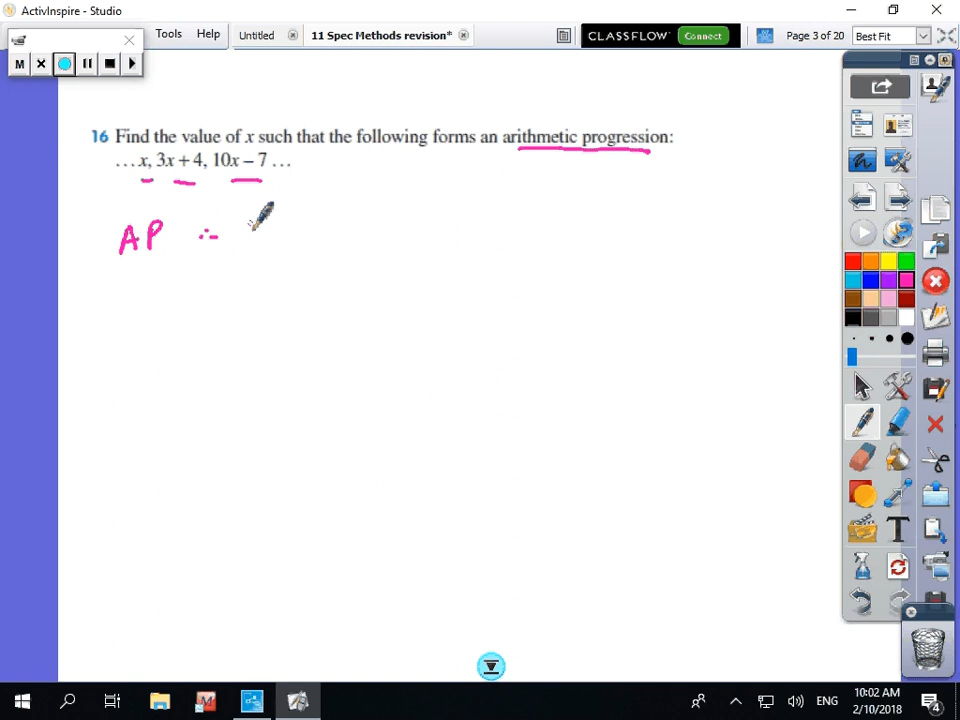 ActivInspire - Studio
Tools Help Untitled 11 Spec Methods revision* CLASSFLOW Connect Page 3 of 20 Best Fit
M
16 Find the value of x such that the following forms an arithmetic progression:
…x, 3x + 4, 10x – 7 …
AP ∴
T
ENG 10:02 AM
2/10/2018 4